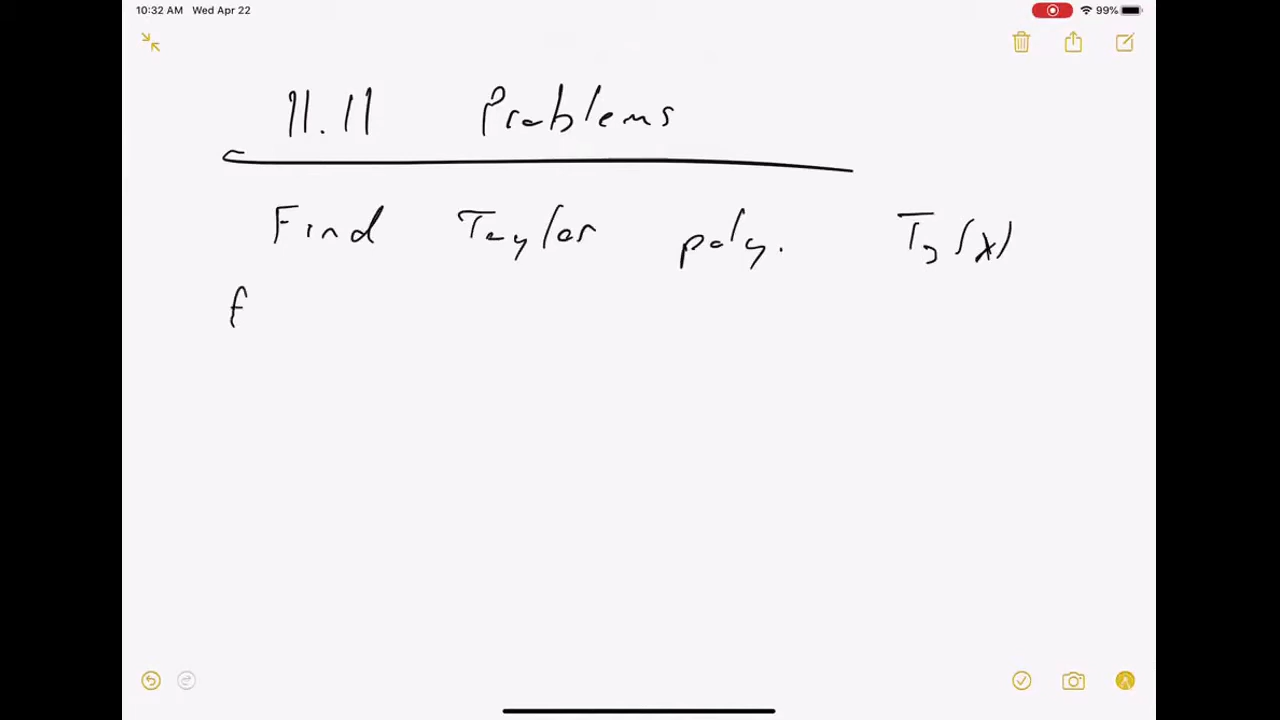 10:32 AM Wed Apr 22 99%
11.11 Problems
Find Taylor poly. T₃(x)
f